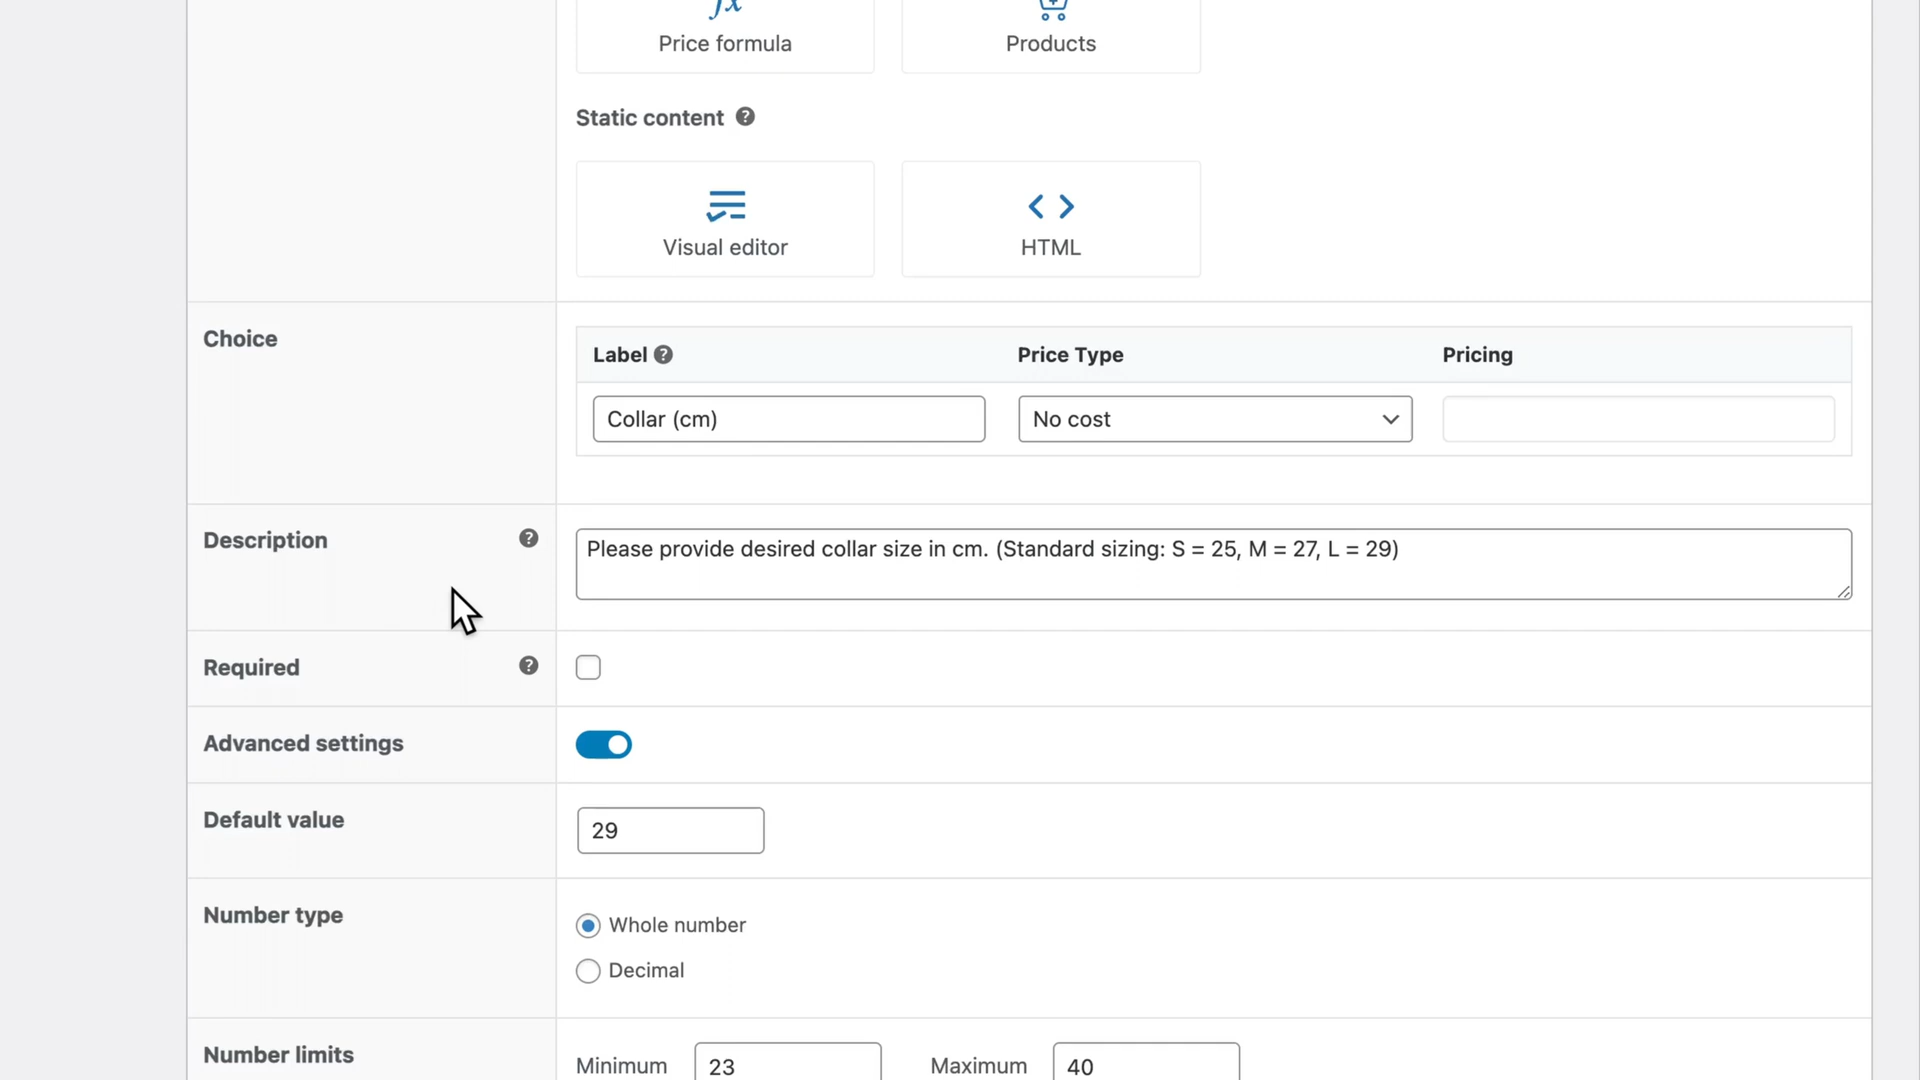 Price formula
Products
Static content
Visual editor
HTML
Choice
Label
Price Type
Pricing
Collar (cm)
No cost
Description
Please provide desired collar size in cm. (Standard sizing: S = 25, M = 27, L = 29)
Required
Advanced settings
Default value
29
Number type
Whole number
Decimal
Number limits
Minimum
23
Maximum
40